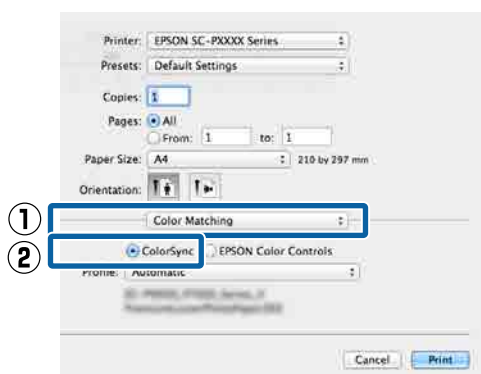 Printer: EPSON SC-PXXXX Series
Presets: Default Settings
Copies: 1
Pages: All
From: 1 to: 1
Paper Size: A4 210 by 297 mm
Orientation:
① Color Matching
② ColorSync EPSON Color Controls
Profile: Automatic
Cancel Print